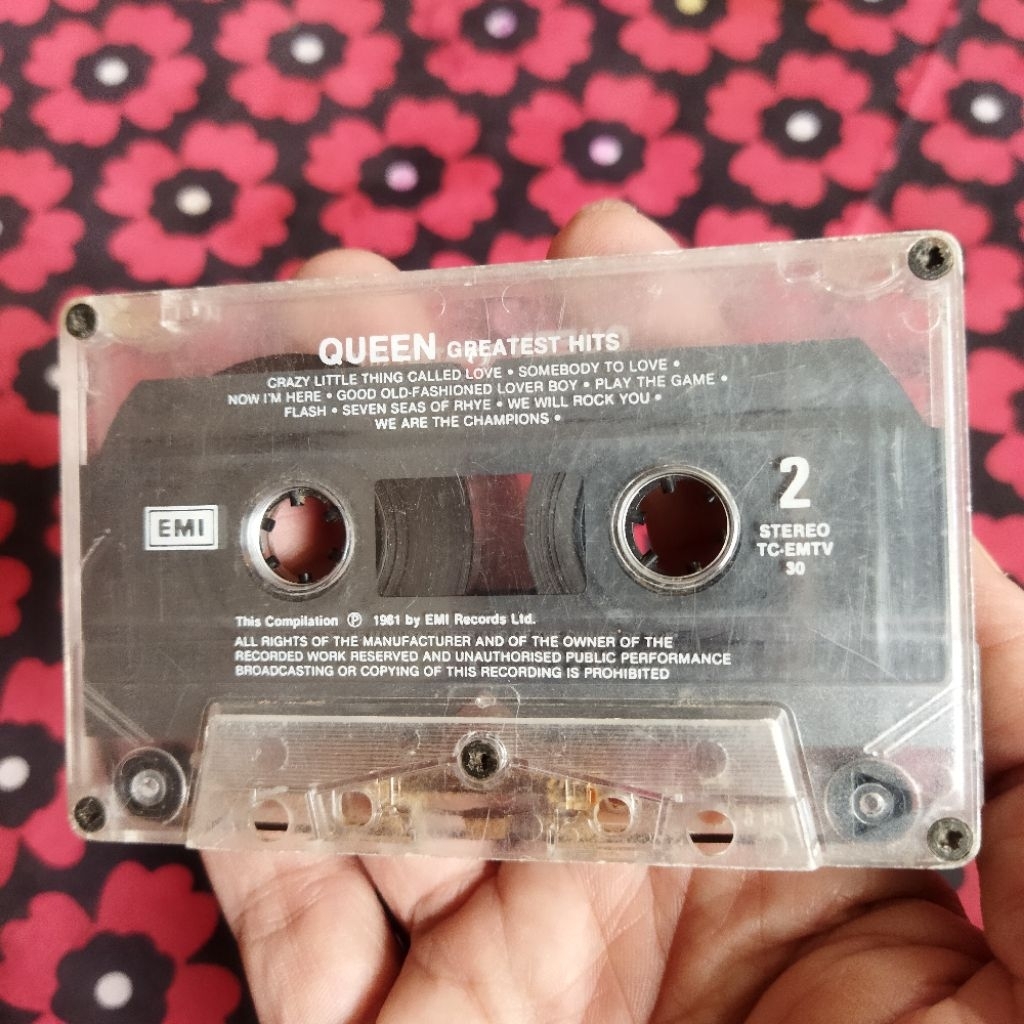 QUEEN GREATEST HITS
CRAZY LITTLE THING CALLED LOVE • SOMEBODY TO LOVE •
NOW I'M HERE • GOOD OLD-FASHIONED LOVER BOY • PLAY THE GAME •
FLASH • SEVEN SEAS OF RHYE • WE WILL ROCK YOU •
WE ARE THE CHAMPIONS •
2
EMI
STEREO
TC-EMTV
30
This Compilation Ⓟ 1981 by EMI Records Ltd.
ALL RIGHTS OF THE MANUFACTURER AND OF THE OWNER OF THE
RECORDED WORK RESERVED AND UNAUTHORISED PUBLIC PERFORMANCE
BROADCASTING OR COPYING OF THIS RECORDING IS PROHIBITED